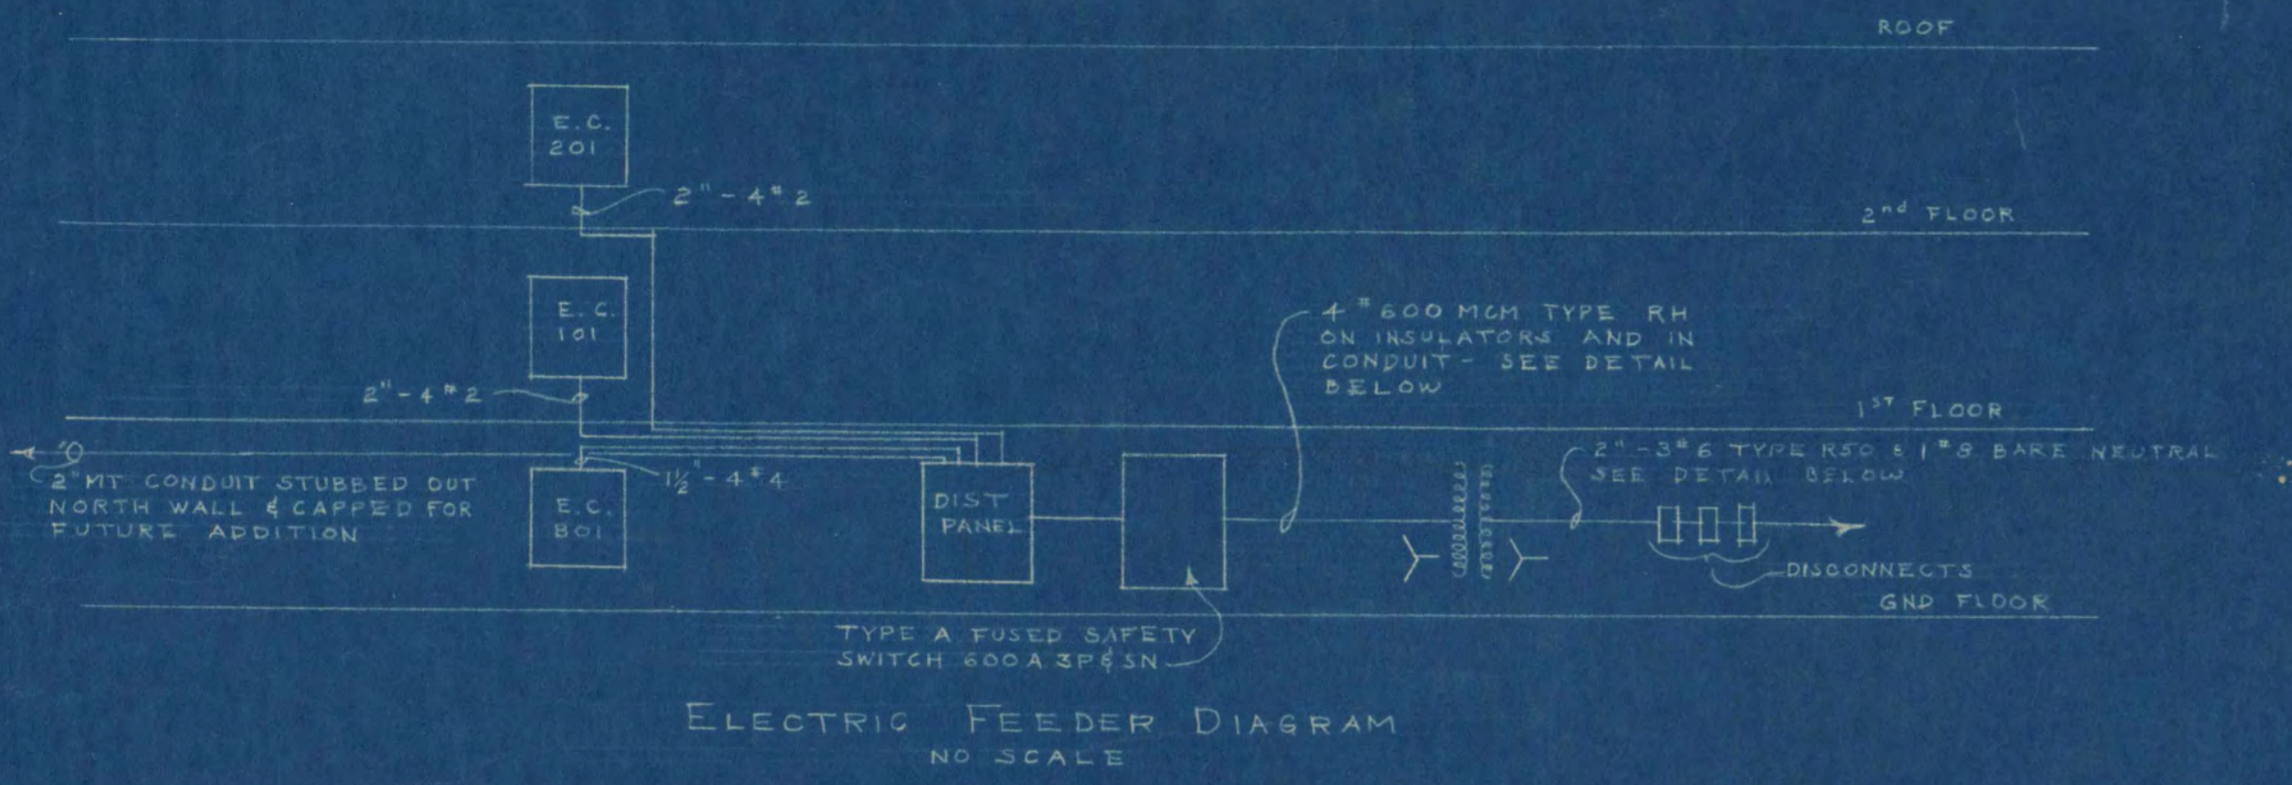 ROOF
E. C.
201
2" - 4 # 2
2nd FLOOR
E. C.
101
2" - 4 # 2
4 # 600 MCM TYPE RH
ON INSULATORS AND IN
CONDUIT - SEE DETAIL
BELOW
1ST FLOOR
2" MT CONDUIT STUBBED OUT
NORTH WALL & CAPPED FOR
FUTURE ADDITION
1½" - 4 # 4
E. C.
B01
DIST
PANEL
2" - 3 # 6 TYPE R50 & 1 # 8 BARE NEUTRAL
SEE DETAIL BELOW
DISCONNECTS
GND FLOOR
TYPE A FUSED SAFETY
SWITCH 600 A 3P & SN
ELECTRIC FEEDER DIAGRAM
NO SCALE